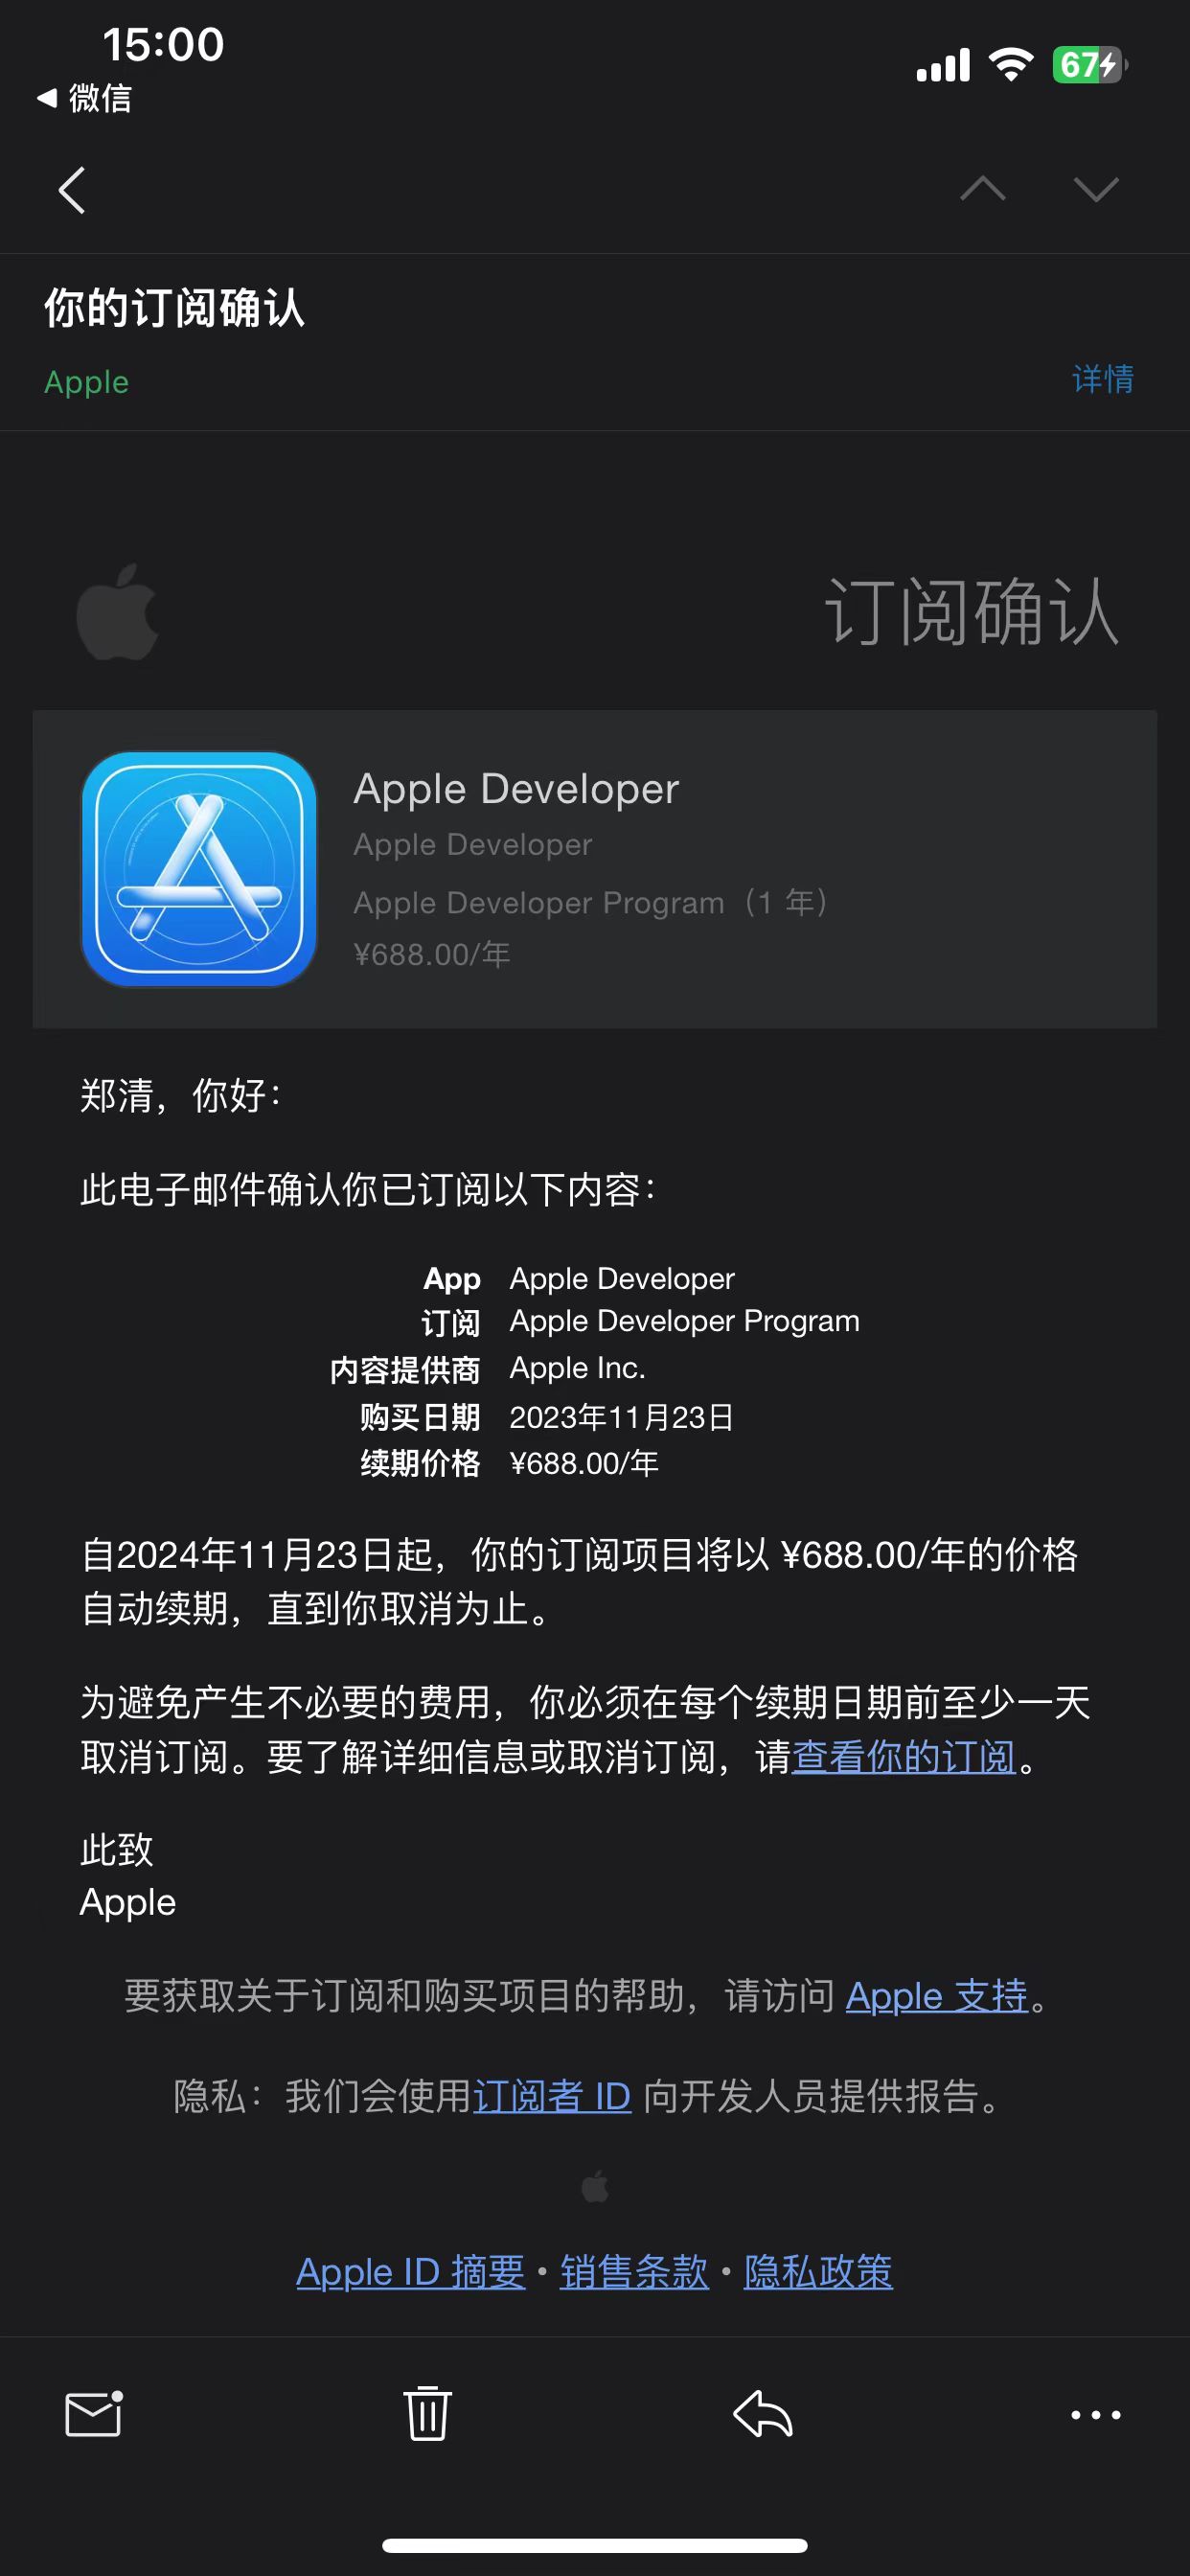 15:00
67
微信
你的订阅确认
Apple
详情
订阅确认
Apple Developer
Apple Developer
Apple Developer Program（1 年）
¥688.00/年
郑清，你好：
此电子邮件确认你已订阅以下内容：
App Apple Developer
订阅 Apple Developer Program
内容提供商 Apple Inc.
购买日期 2023年11月23日
续期价格 ¥688.00/年
自2024年11月23日起，你的订阅项目将以 ¥688.00/年的价格
自动续期，直到你取消为止。
为避免产生不必要的费用，你必须在每个续期日期前至少一天
取消订阅。要了解详细信息或取消订阅，请查看你的订阅。
此致
Apple
要获取关于订阅和购买项目的帮助，请访问 Apple 支持。
隐私：我们会使用订阅者 ID 向开发人员提供报告。
Apple ID 摘要 • 销售条款 • 隐私政策